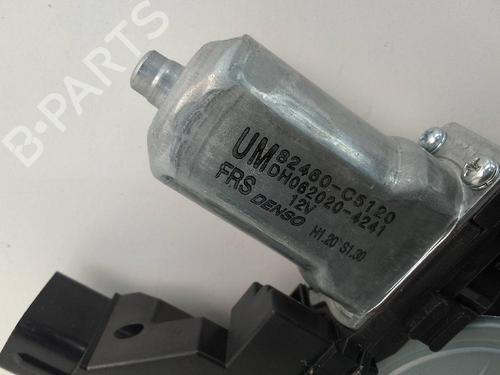 B-PARTS
UM 82460-C5120
DH062020-4241
FRS 12V
DENSO H1.20 S1.30